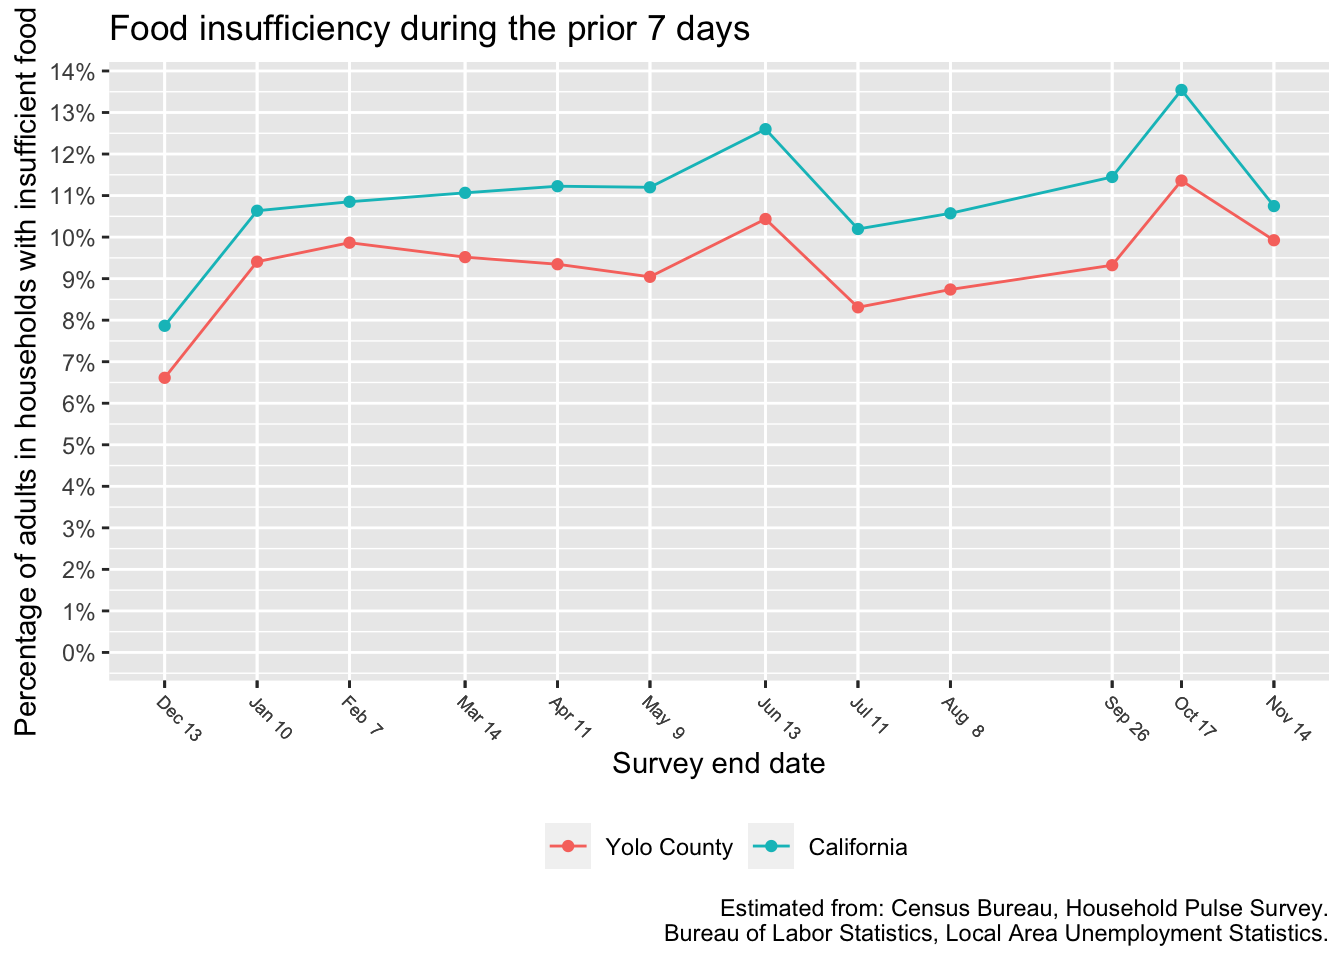 Food insufficiency during the prior 7 days
Percentage of adults in households with insufficient food
14%
13%
12%
11%
10%
9%
8%
7%
6%
5%
4%
3%
2%
1%
0%
Dec 13
Jan 10
Feb 7
Mar 14
Apr 11
May 9
Jun 13
Jul 11
Aug 8
Sep 26
Oct 17
Nov 14
Survey end date
Yolo County
California
Estimated from: Census Bureau, Household Pulse Survey.
Bureau of Labor Statistics, Local Area Unemployment Statistics.